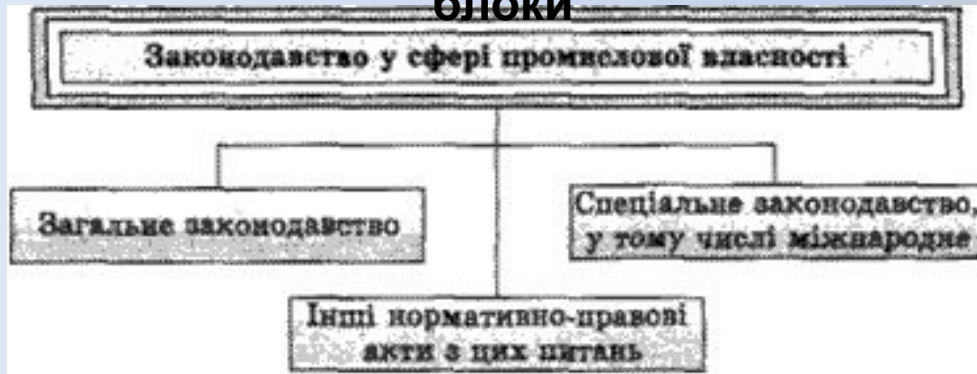 блоки
Законодавство у сфері промислової власності
Загальне законодавство
Спеціальне законодавство,
у тому числі міжнародне
Інші нормативно-правові
акти з цих питань